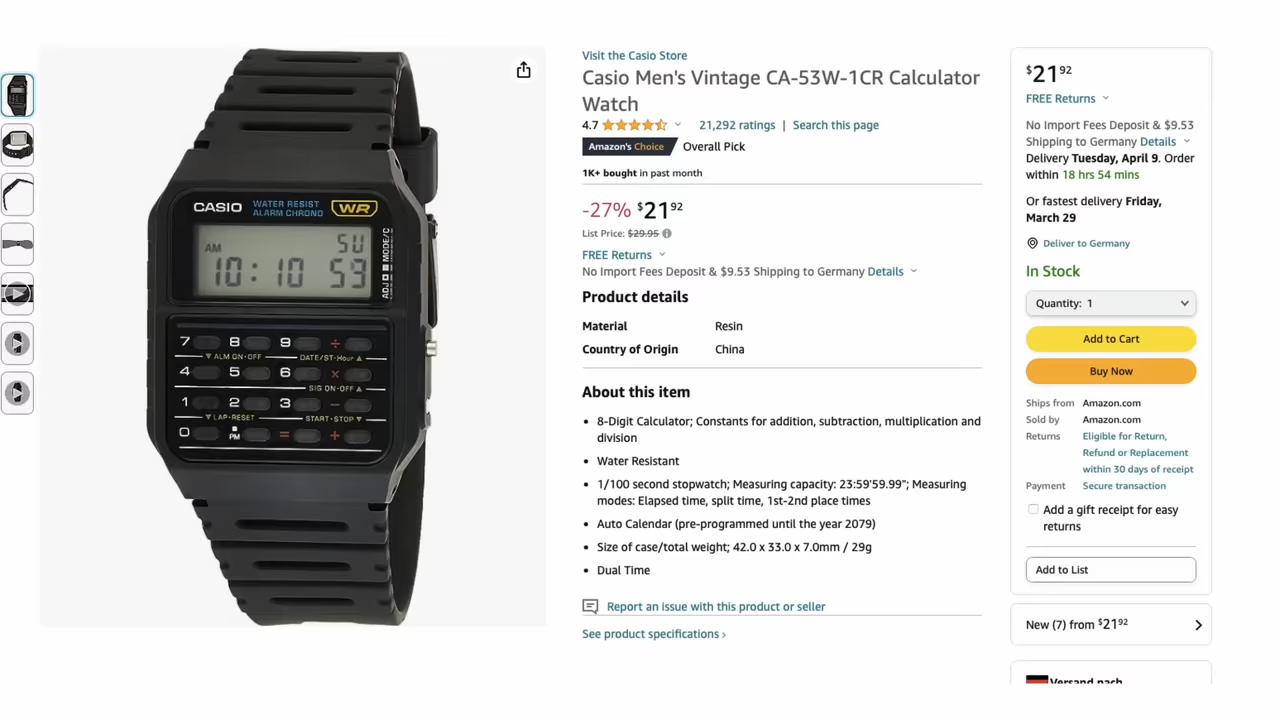 CASIO
WATER RESIST
ALARM CHRONO
WR
AM
SU
10:10 59
ADJ MODE/C
7 8 9 ÷
▼ ALM ON·OFF DATE/ST·Hour ▲
4 5 6 ×
SIG ON·OFF ▲
1 2 3 −
▼ LAP·RESET START·STOP ▼
0 PM = +
Visit the Casio Store
Casio Men's Vintage CA-53W-1CR Calculator
Watch
4.7 21,292 ratings | Search this page
Amazon's Choice Overall Pick
1K+ bought in past month
-27% $21⁹²
List Price: $29.95
FREE Returns
No Import Fees Deposit & $9.53 Shipping to Germany Details
Product details
Material Resin
Country of Origin China
About this item
• 8-Digit Calculator; Constants for addition, subtraction, multiplication and
division
• Water Resistant
• 1/100 second stopwatch; Measuring capacity: 23:59'59.99"; Measuring
modes: Elapsed time, split time, 1st-2nd place times
• Auto Calendar (pre-programmed until the year 2079)
• Size of case/total weight; 42.0 x 33.0 x 7.0mm / 29g
• Dual Time
Report an issue with this product or seller
See product specifications ›
$21⁹²
FREE Returns
No Import Fees Deposit & $9.53
Shipping to Germany Details
Delivery Tuesday, April 9. Order
within 18 hrs 54 mins
Or fastest delivery Friday,
March 29
Deliver to Germany
In Stock
Quantity: 1
Add to Cart
Buy Now
Ships from Amazon.com
Sold by Amazon.com
Returns Eligible for Return,
Refund or Replacement
within 30 days of receipt
Payment Secure transaction
Add a gift receipt for easy
returns
Add to List
New (7) from $21⁹²
Versand nach